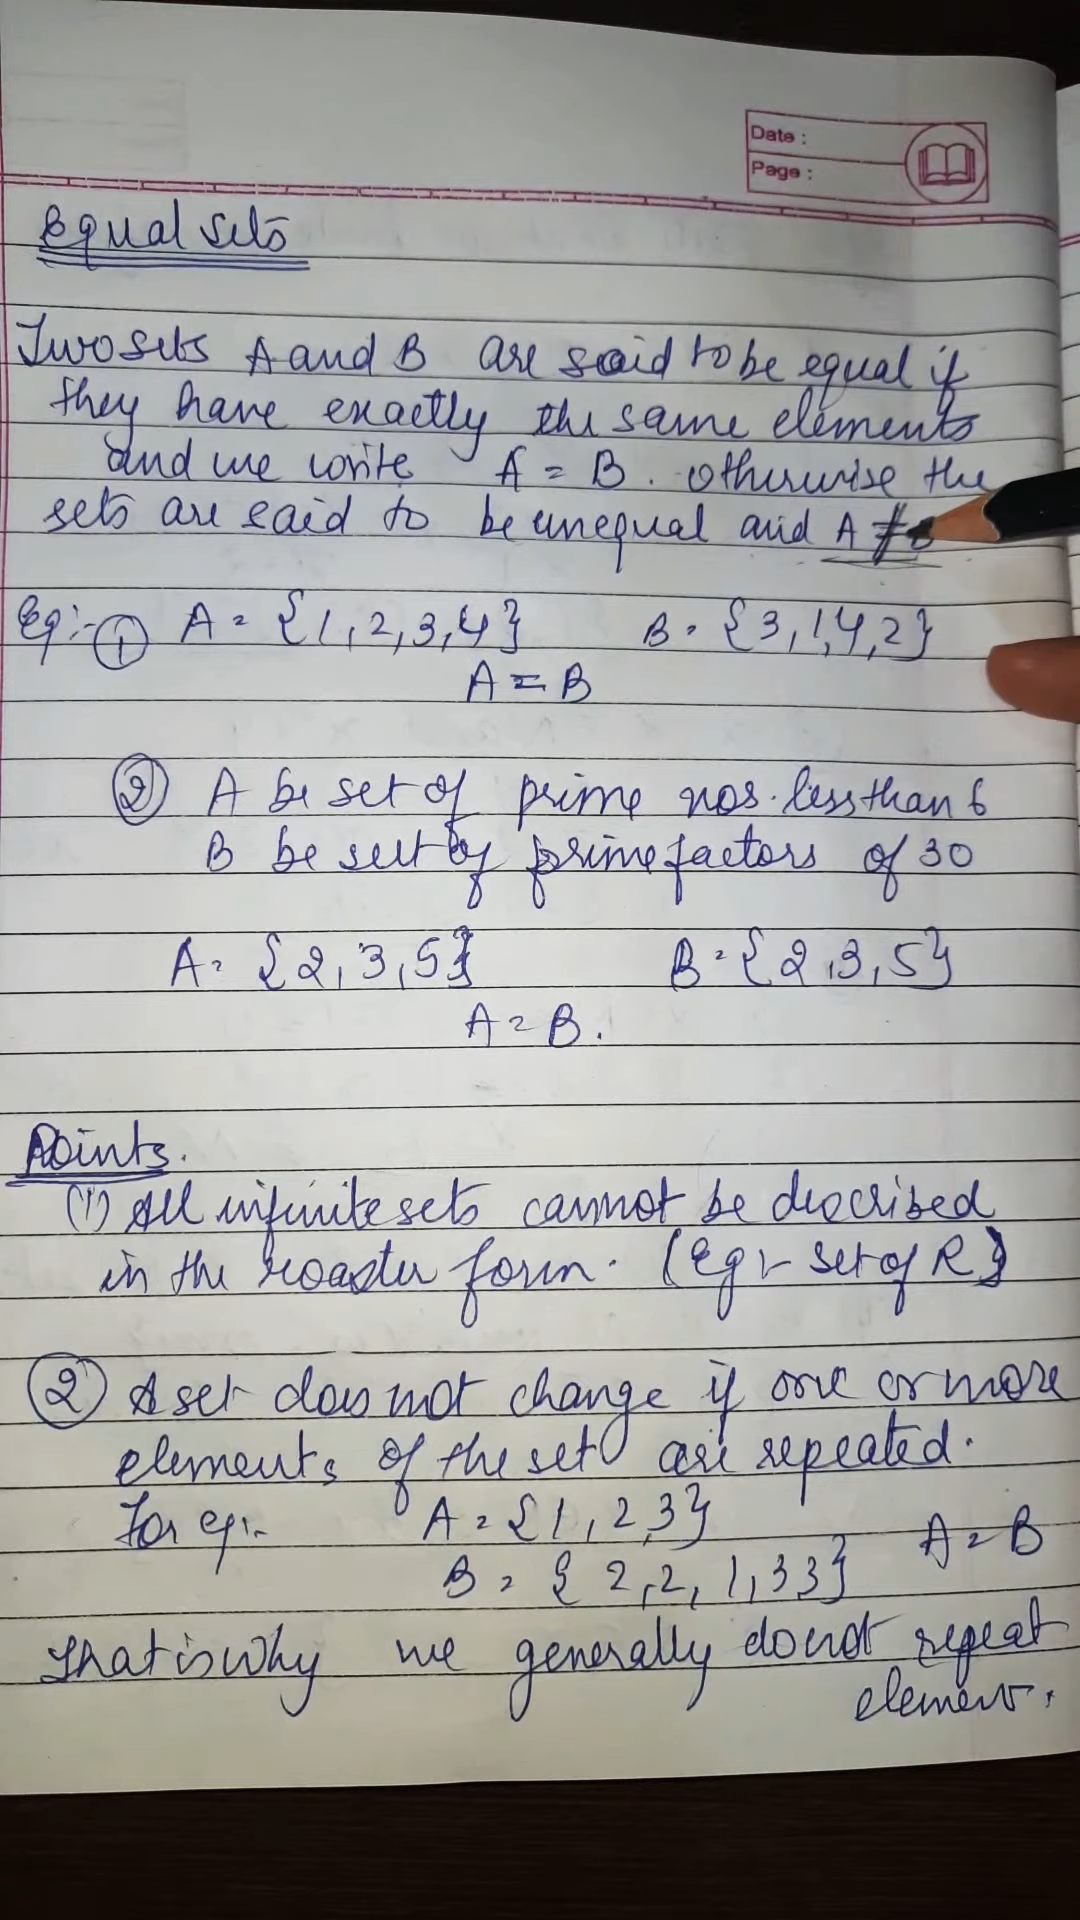 Date :
Page :
Equal sets
Two sets A and B are said to be equal if
they have exactly the same elements
and we write A = B. otherwise the
sets are said to be unequal and A ≠ B
Eg:- ① A = {1, 2, 3, 4} B = {3, 1, 4, 2}
A = B
② A be set of prime nos. less than 6
B be set of prime factors of 30
A = {2, 3, 5} B = {2, 3, 5}
A = B.
Points.
(1) All infinite sets cannot be discribed
in the roaster form. (Eg:- set of R}
② A set does not change if one or more
elements of the set are repeated.
For eg:- A = {1, 2 3}
B = {2, 2, 1, 3 3} A = B
that is why we generally do not repeat
element.